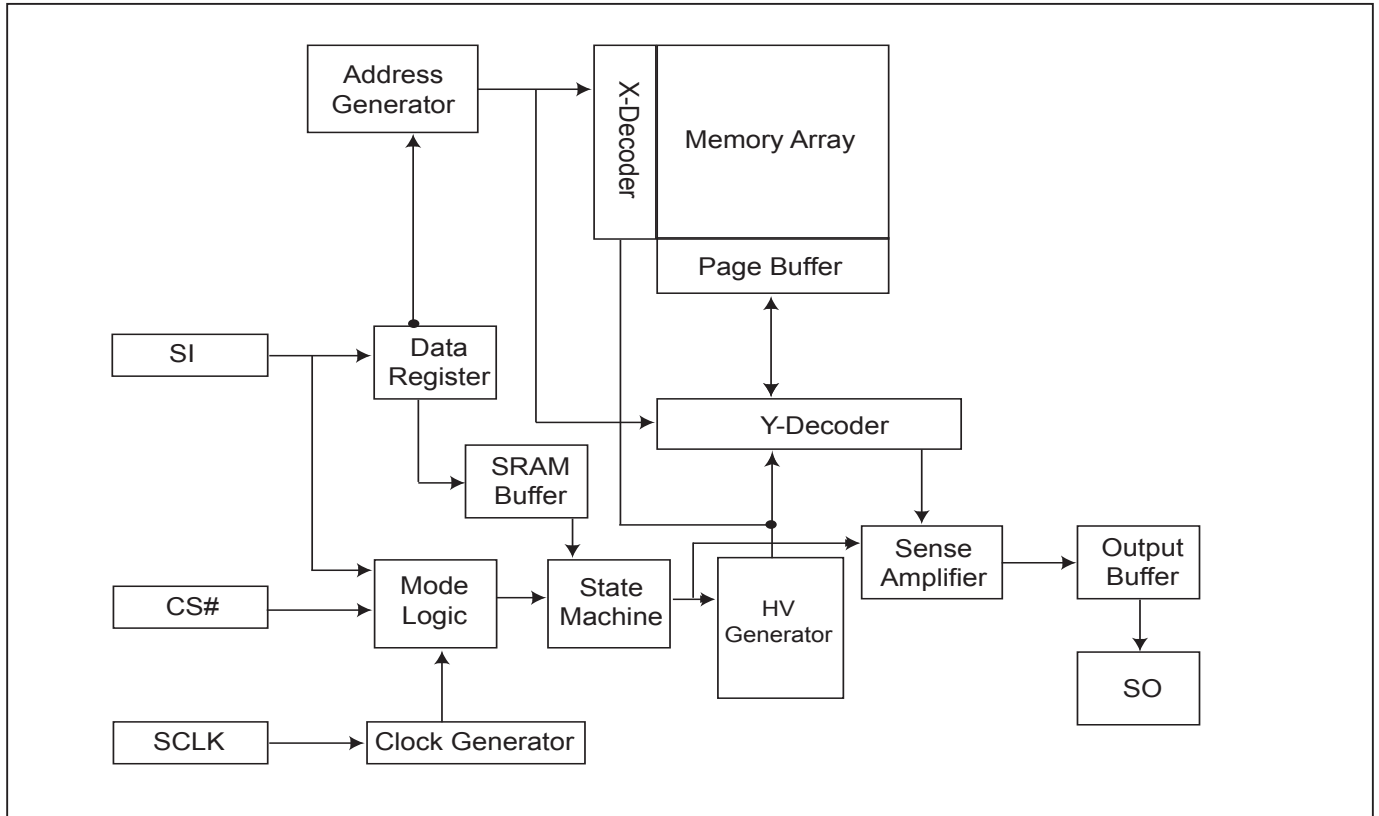 Address
Generator
X-Decoder
Memory Array
Page Buffer
SI
Data
Register
Y-Decoder
SRAM
Buffer
Sense
Amplifier
Output
Buffer
CS#
Mode
Logic
State
Machine
HV
Generator
SO
SCLK
Clock Generator